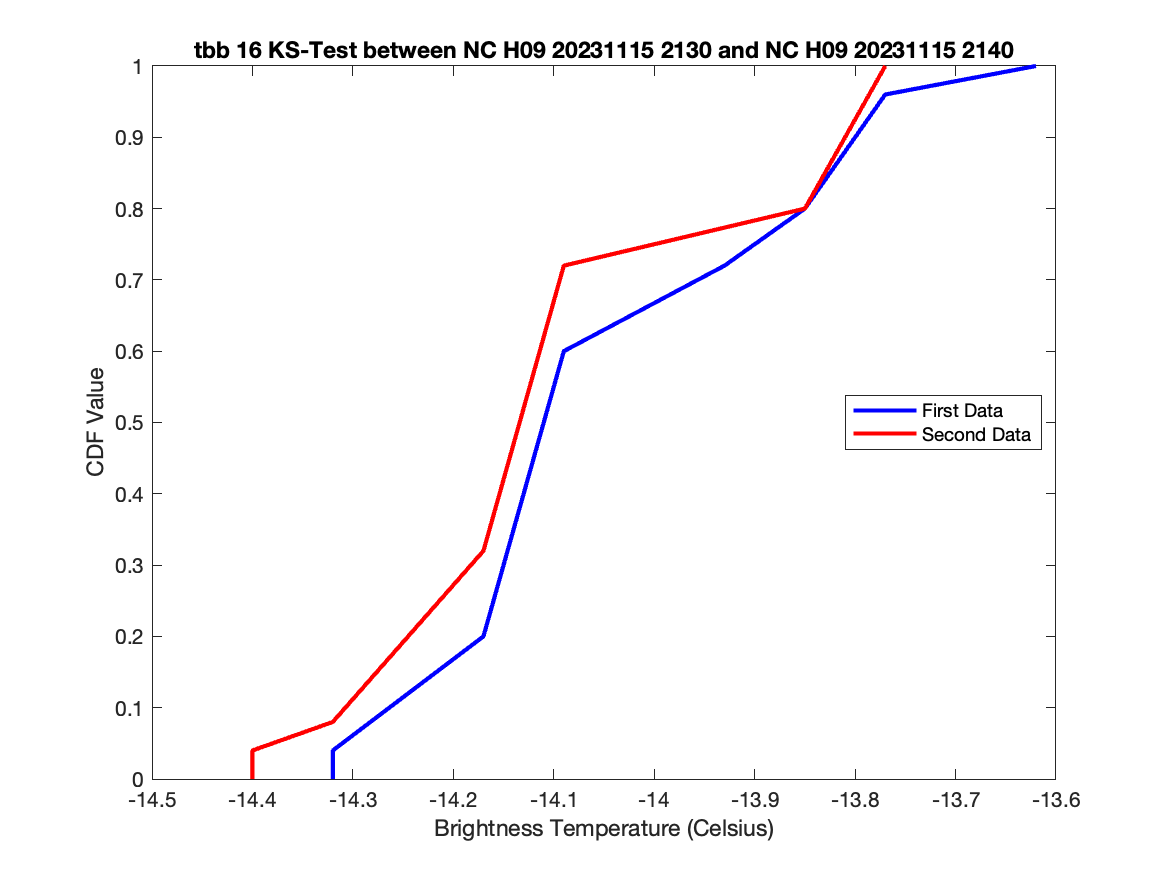 tbb 16 KS-Test between NC H09 20231115 2130 and NC H09 20231115 2140
1
0.9
0.8
0.7
0.6
0.5
0.4
0.3
0.2
0.1
0
CDF Value
First Data
Second Data
-14.5 -14.4 -14.3 -14.2 -14.1 -14 -13.9 -13.8 -13.7 -13.6
Brightness Temperature (Celsius)